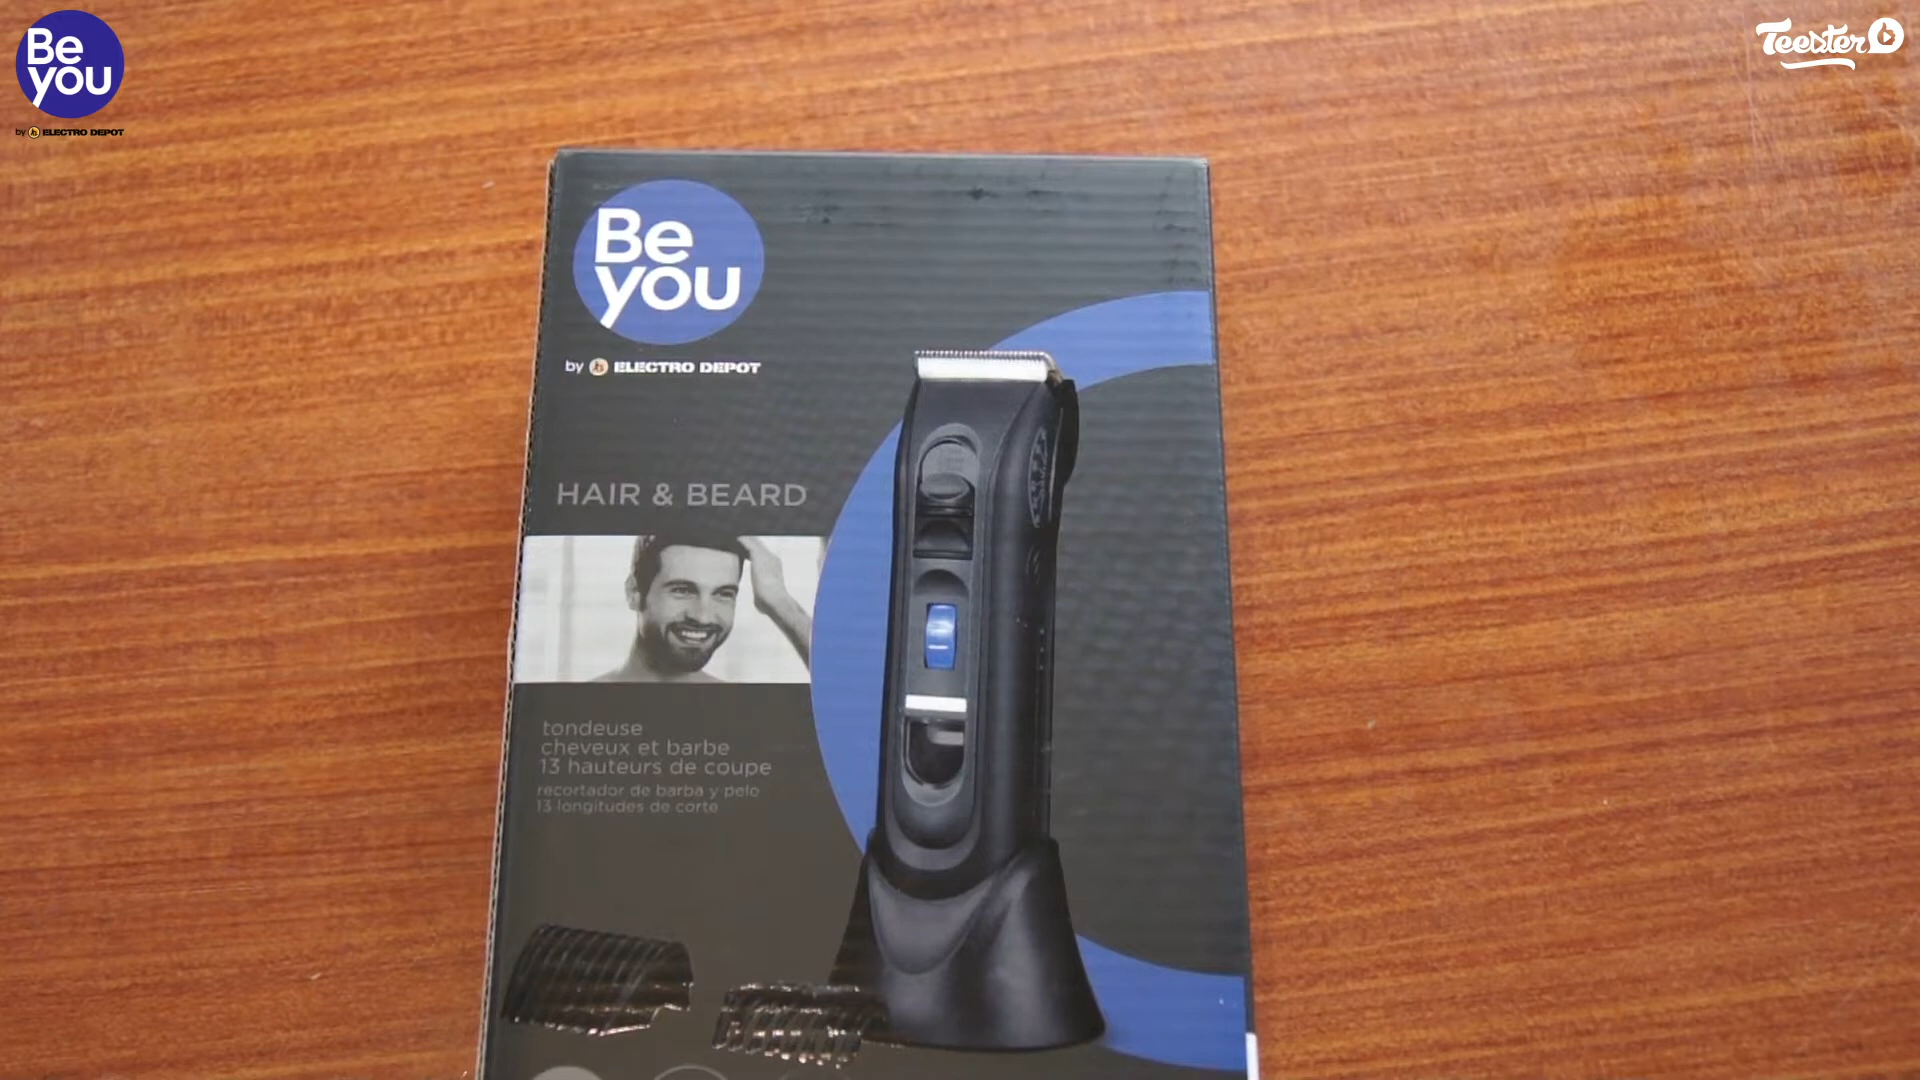 Be
you
by ELECTRO DEPOT
Teester
Be
you
by ELECTRO DEPOT
HAIR & BEARD
tondeuse
cheveux et barbe
13 hauteurs de coupe
recortador de barba y pelo
13 longitudes de corte